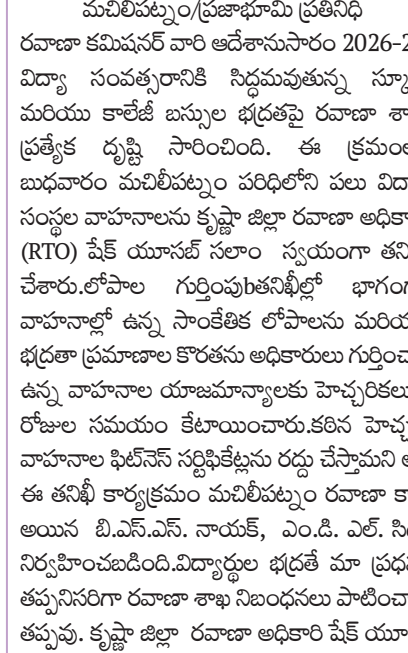 మచిలీపట్నం/ప్రజాభూమి ప్రతినిధి
రవాణా కమిషనర్ వారి ఆదేశానుసారం 2026-2
విద్యా సంవత్సరానికి సిద్ధమవుతున్న స్కూ
మరియు కాలేజీ బస్సుల భద్రతపై రవాణా శా
ప్రత్యేక దృష్టి సారించింది. ఈ క్రమంల
బుధవారం మచిలీపట్నం పరిధిలోని పలు విద్యా
సంస్థల వాహనాలను కృష్ణా జిల్లా రవాణా అధికా
(RTO) షేక్ యూసబ్ సలాం స్వయంగా తని
చేశారు.లోపాల గుర్తింపుbతనిఖీల్లో భాగంగ
వాహనాల్లో ఉన్న సాంకేతిక లోపాలను మరియ
భద్రతా ప్రమాణాల కొరతను అధికారులు గుర్తించా
ఉన్న వాహనాల యాజమాన్యాలకు హెచ్చరికలు
రోజుల సమయం కేటాయించారు.కఠిన హెచ్చ
వాహనాల ఫిట్‌నెస్ సర్టిఫికేట్లను రద్దు చేస్తామని అ
ఈ తనిఖీ కార్యక్రమం మచిలీపట్నం రవాణా కా
అయిన బి.ఎస్.ఎస్. నాయక్, ఎం.డి. ఎల్. సి
నిర్వహించబడింది.విద్యార్థుల భద్రతే మా ప్రధ
తప్పనిసరిగా రవాణా శాఖ నిబంధనలు పాటించా
తప్పవు. కృష్ణా జిల్లా రవాణా అధికారి షేక్ యూ